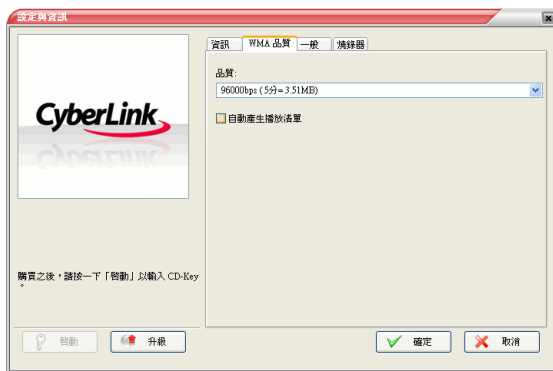 設定與資訊
資訊 WMA 品質 一般 燒錄器
品質:
96000bps ( 5分= 3.51MB)
自動產生播放清單
CyberLink
購買之後，請按一下「啟動」以輸入 CD-Key
。
啟動 升級 確定 取消